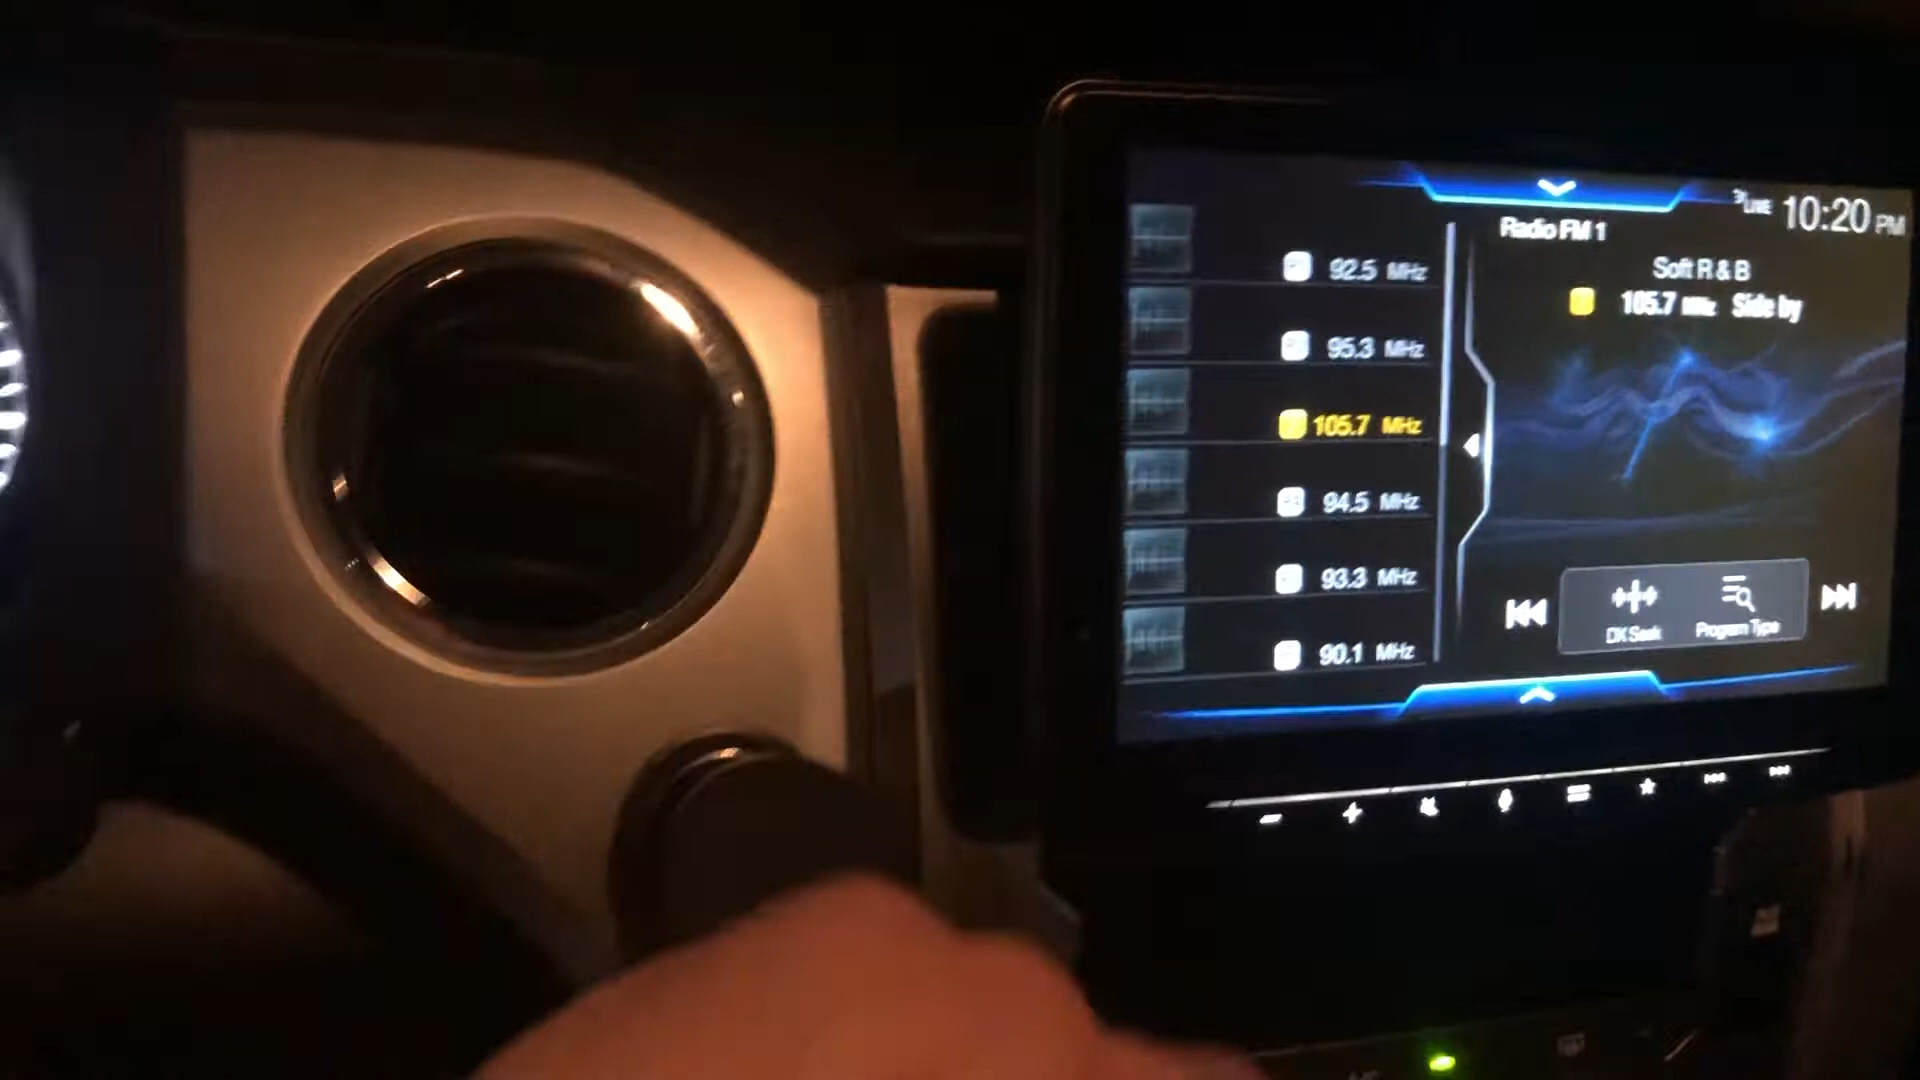 10:20 PM
Radio FM 1
Soft R & B
105.7 MHz Side by
92.5 MHz
95.3 MHz
105.7 MHz
94.5 MHz
93.3 MHz
90.1 MHz
DX Seek
Program Type